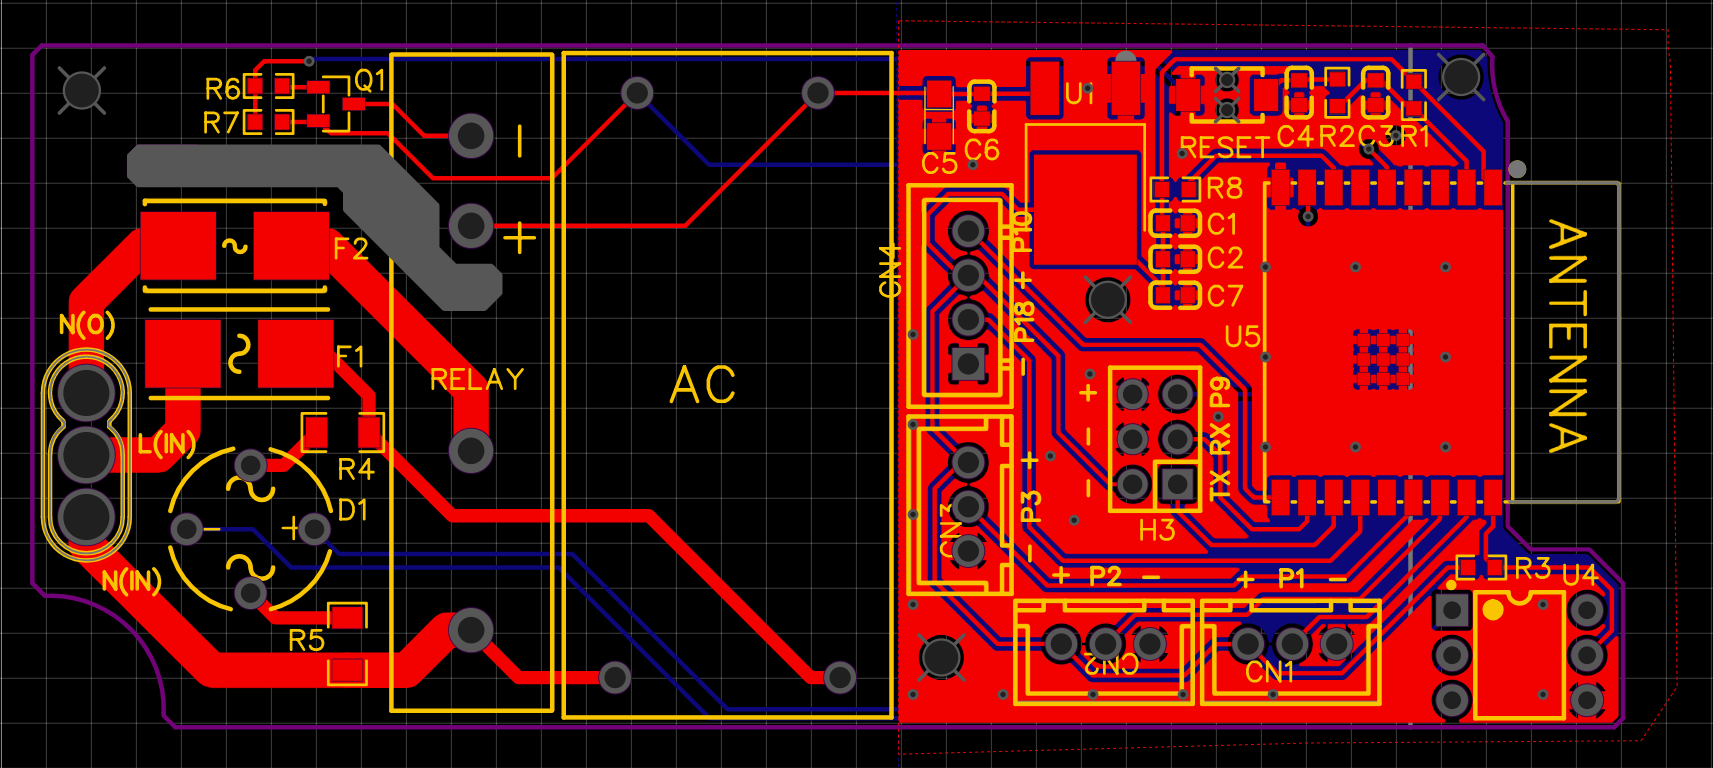 R6
Q1
R7
F2
N(O)
F1
RELAY
L(IN)
R4
D1
−
+
N(IN)
R5
−
+
AC
U1
C5
C6
RESET
C4
R2
C3
R1
R8
C1
C2
C7
CN4
P10
+
P18
−
U5
ANTENNA
CN3
+
P3
−
+
−
−
P9
RX
TX
H3
+ P2 −
+ P1 −
CN2
CN1
R3
U4